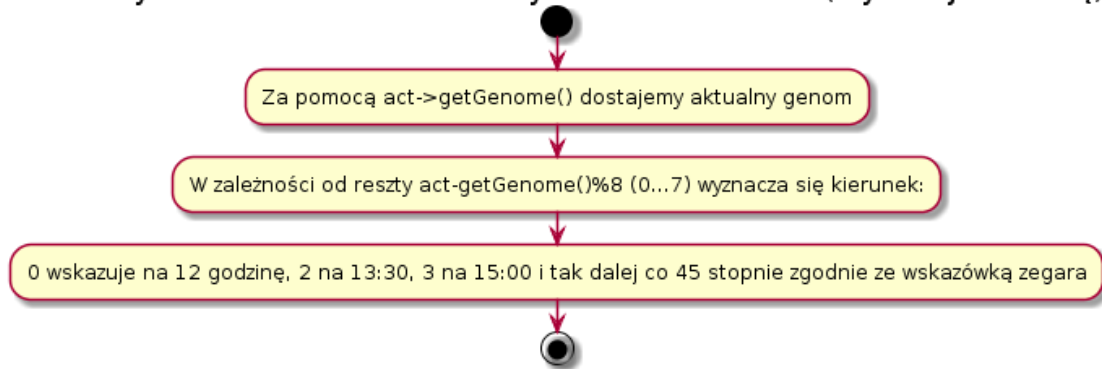 Za pomocą act->getGenome() dostajemy aktualny genom
W zależności od reszty act-getGenome()%8 (0...7) wyznacza się kierunek:
0 wskazuje na 12 godzinę, 2 na 13:30, 3 na 15:00 i tak dalej co 45 stopnie zgodnie ze wskazówką zegara